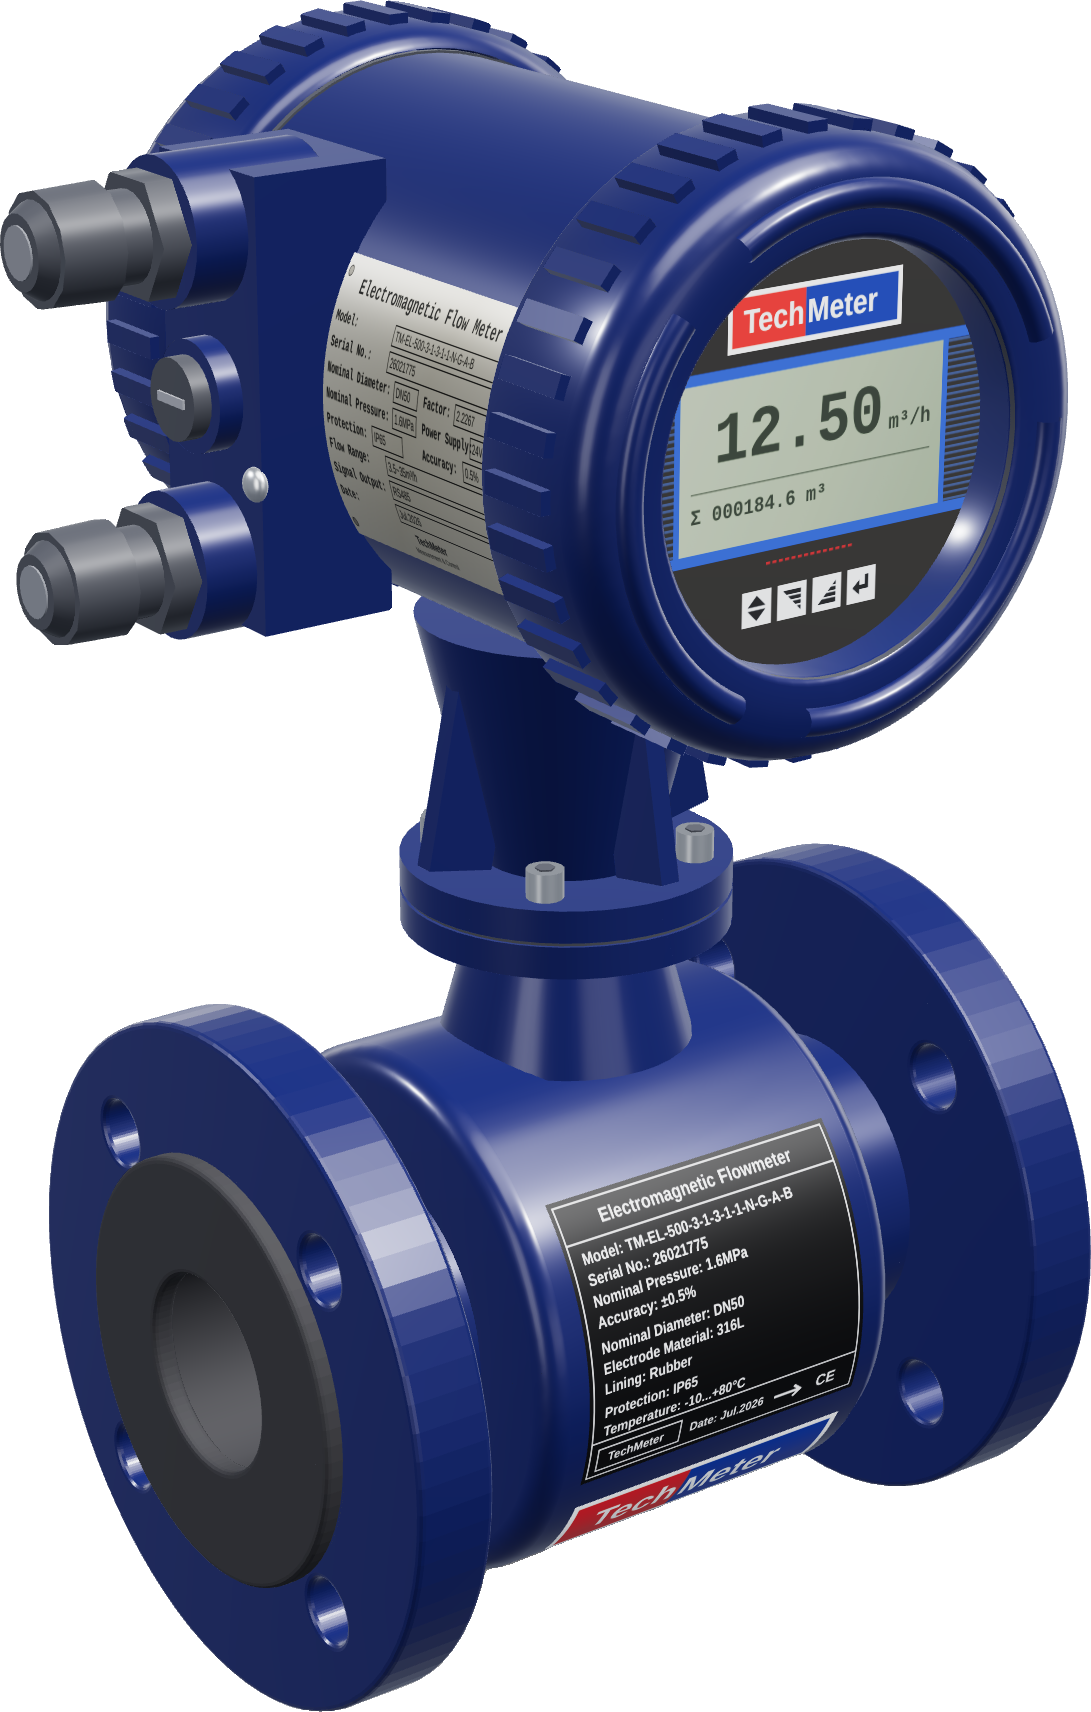 TechMeter
12.50 m³/h
Σ 000184.6 m³
Electromagnetic Flow Meter
Model: TM-EL-500-3-1-3-1-1-N-G-A-B
Serial No.: 26021775
Nominal Diameter: DN50 Factor: 2.2267
Nominal Pressure: 1.6MPa Power Supply: 24V
Protection: IP65 Accuracy: 0.5%
Flow Range: 3.5~35m³/h
Signal Output: RS485
Date: Jul.2026
TechMeter
Electromagnetic Flowmeter
Model: TM-EL-500-3-1-3-1-1-N-G-A-B
Serial No.: 26021775
Nominal Pressure: 1.6MPa
Accuracy: ±0.5%
Nominal Diameter: DN50
Electrode Material: 316L
Lining: Rubber
Protection: IP65
Temperature: -10...+80°C
TechMeter Date: Jul.2026 → CE
TechMeter